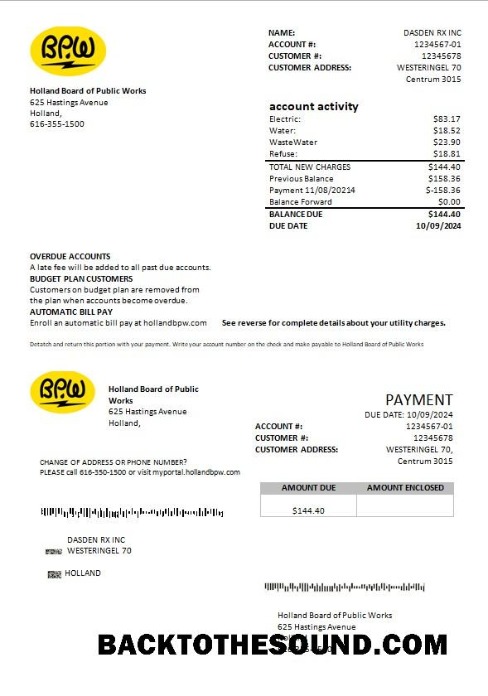 BPW
Holland Board of Public Works
625 Hastings Avenue
Holland,
616-355-1500
NAME: DASDEN RX INC
ACCOUNT #: 1234567-01
CUSTOMER #: 12345678
CUSTOMER ADDRESS: WESTERINGEL 70
Centrum 3015
account activity
Electric: $83.17
Water: $18.52
WasteWater $23.90
Refuse: $18.81
TOTAL NEW CHARGES $144.40
Previous Balance $158.36
Payment 11/08/20214 $-158.36
Balance Forward $0.00
BALANCE DUE $144.40
DUE DATE 10/09/2024
OVERDUE ACCOUNTS
A late fee will be added to all past due accounts.
BUDGET PLAN CUSTOMERS
Customers on budget plan are removed from
the plan when accounts become overdue.
AUTOMATIC BILL PAY
Enroll an automatic bill pay at hollandbpw.com See reverse for complete details about your utility charges.
Detatch and return this portion with your payment. Write your account number on the check and make payable to Holland Board of Public Works
BPW
Holland Board of Public
Works
625 Hastings Avenue
Holland,
PAYMENT
DUE DATE: 10/09/2024
ACCOUNT #: 1234567-01
CUSTOMER #: 12345678
CUSTOMER ADDRESS: WESTERINGEL 70,
Centrum 3015
CHANGE OF ADDRESS OR PHONE NUMBER?
PLEASE call 616-350-1500 or visit myportal.hollandbpw.com
AMOUNT DUE AMOUNT ENCLOSED
$144.40
DASDEN RX INC
WESTERINGEL 70
HOLLAND
Holland Board of Public Works
625 Hastings Avenue
BACKTOTHESOUND.COM